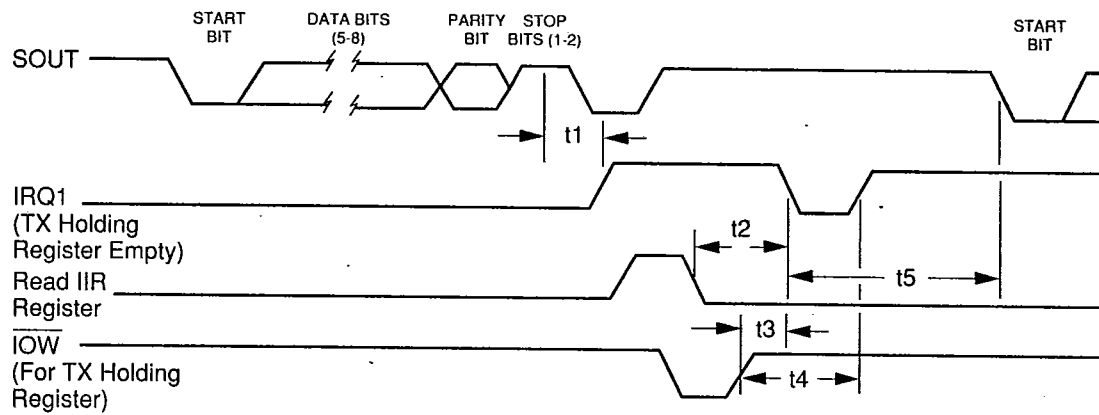 START
BIT
DATA BITS
(5-8)
PARITY
BIT
STOP
BITS (1-2)
START
BIT
SOUT
t1
IRQ1
(TX Holding
Register Empty)
t2
Read IIR
Register
t5
IOW
(For TX Holding
Register)
t3
t4